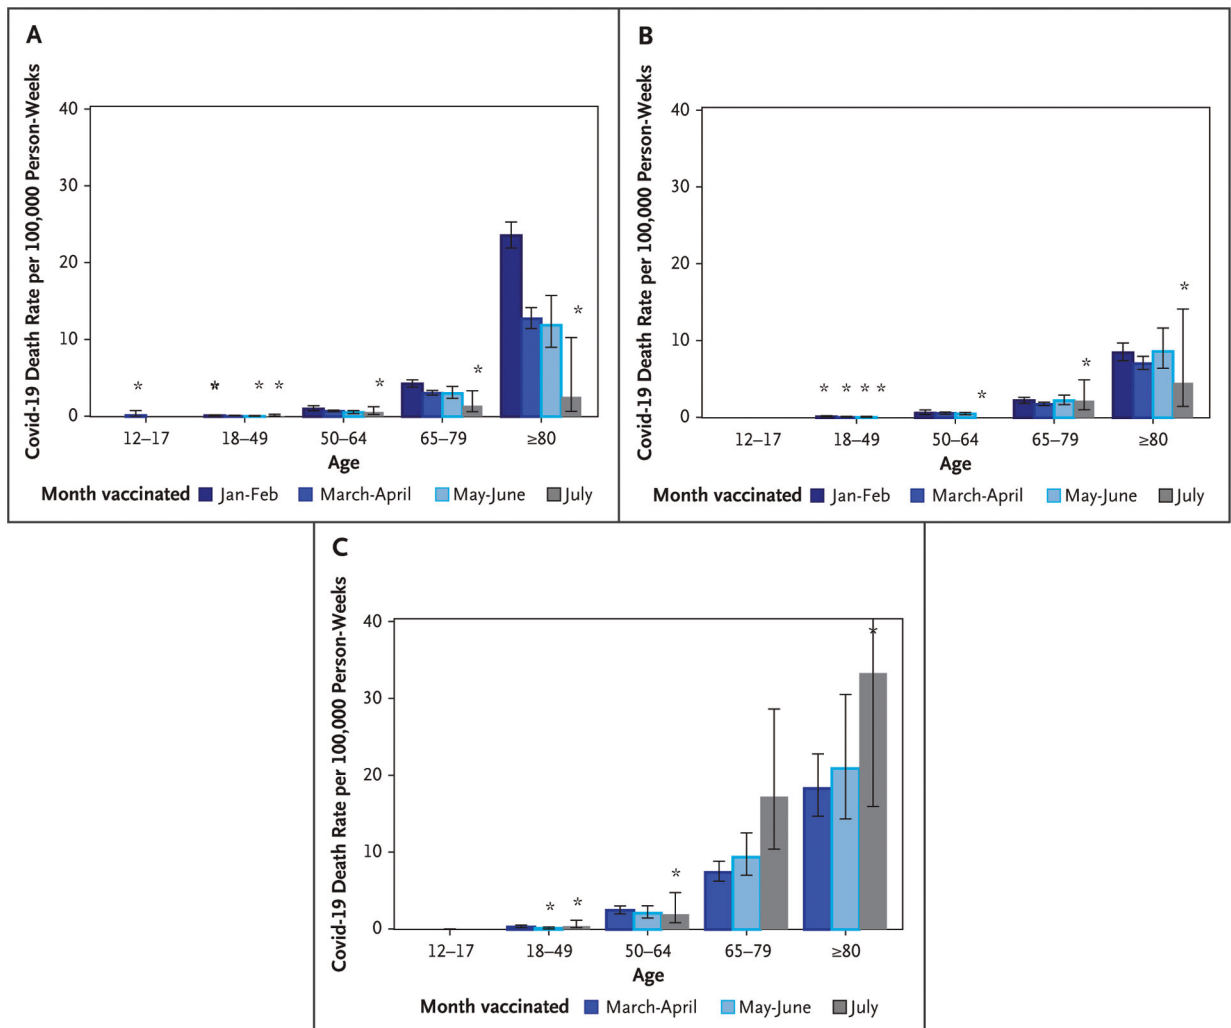 A
Covid-19 Death Rate per 100,000 Person-Weeks
40
30
20
10
0
*
* * *
*
*
*
12–17 18–49 50–64 65–79 ≥80
Age
Month vaccinated Jan-Feb March-April May-June July
B
Covid-19 Death Rate per 100,000 Person-Weeks
40
30
20
10
0
* * * *
*
*
*
12–17 18–49 50–64 65–79 ≥80
Age
Month vaccinated Jan-Feb March-April May-June July
C
Covid-19 Death Rate per 100,000 Person-Weeks
40
30
20
10
0
* *
*
*
12–17 18–49 50–64 65–79 ≥80
Age
Month vaccinated March-April May-June July